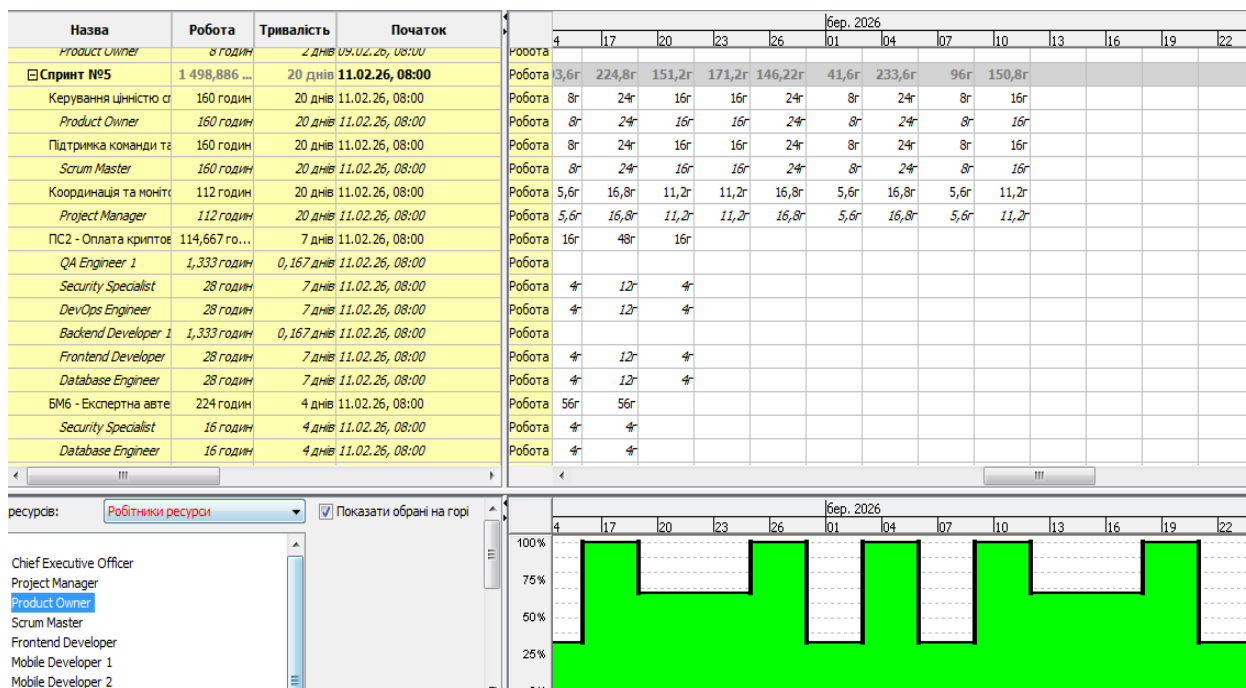 Назва Робота Тривалість Початок бер. 2026
4 17 20 23 26 01 04 07 10 13 16 19 22
Product Owner 8 годин 2 днів 09.02.26, 08:00 Робота
Спринт №5 1 498,886 ... 20 днів 11.02.26, 08:00 Робота 3,6г 224,8г 151,2г 171,2г 146,22г 41,6г 233,6г 96г 150,8г
Керування цінністю 160 годин 20 днів 11.02.26, 08:00 Робота 8г 24г 16г 16г 24г 8г 24г 8г 16г
Product Owner 160 годин 20 днів 11.02.26, 08:00 Робота 8г 24г 16г 16г 24г 8г 24г 8г 16г
Підтримка команди та 160 годин 20 днів 11.02.26, 08:00 Робота 8г 24г 16г 16г 24г 8г 24г 8г 16г
Scrum Master 160 годин 20 днів 11.02.26, 08:00 Робота 8г 24г 16г 16г 24г 8г 24г 8г 16г
Координація та моніто 112 годин 20 днів 11.02.26, 08:00 Робота 5,6г 16,8г 11,2г 11,2г 16,8г 5,6г 16,8г 5,6г 11,2г
Project Manager 112 годин 20 днів 11.02.26, 08:00 Робота 5,6г 16,8г 11,2г 11,2г 16,8г 5,6г 16,8г 5,6г 11,2г
ПС2 - Оплата криптов 114,667 го... 7 днів 11.02.26, 08:00 Робота 16г 48г 16г
QA Engineer 1 1,333 годин 0,167 днів 11.02.26, 08:00 Робота
Security Specialist 28 годин 7 днів 11.02.26, 08:00 Робота 4г 12г 4г
DevOps Engineer 28 годин 7 днів 11.02.26, 08:00 Робота 4г 12г 4г
Backend Developer 1 1,333 годин 0,167 днів 11.02.26, 08:00 Робота
Frontend Developer 28 годин 7 днів 11.02.26, 08:00 Робота 4г 12г 4г
Database Engineer 28 годин 7 днів 11.02.26, 08:00 Робота 4г 12г 4г
БМ6 - Експертна авте 224 годин 4 днів 11.02.26, 08:00 Робота 56г 56г
Security Specialist 16 годин 4 днів 11.02.26, 08:00 Робота 4г 4г
Database Engineer 16 годин 4 днів 11.02.26, 08:00 Робота 4г 4г
ресурсів: Робітники ресурси Показати обрані на горі бер. 2026
4 17 20 23 26 01 04 07 10 13 16 19 22
100%
Chief Executive Officer
Project Manager 75%
Product Owner
Scrum Master 50%
Frontend Developer
Mobile Developer 1 25%
Mobile Developer 2